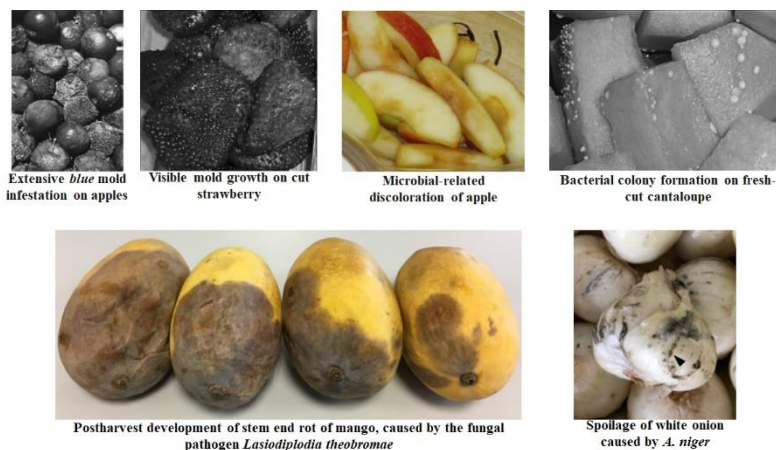 Extensive blue mold
infestation on apples
Visible mold growth on cut
strawberry
Microbial-related
discoloration of apple
Bacterial colony formation on fresh-
cut cantaloupe
Postharvest development of stem end rot of mango, caused by the fungal
pathogen Lasiodiplodia theobromae
Spoilage of white onion
caused by A. niger